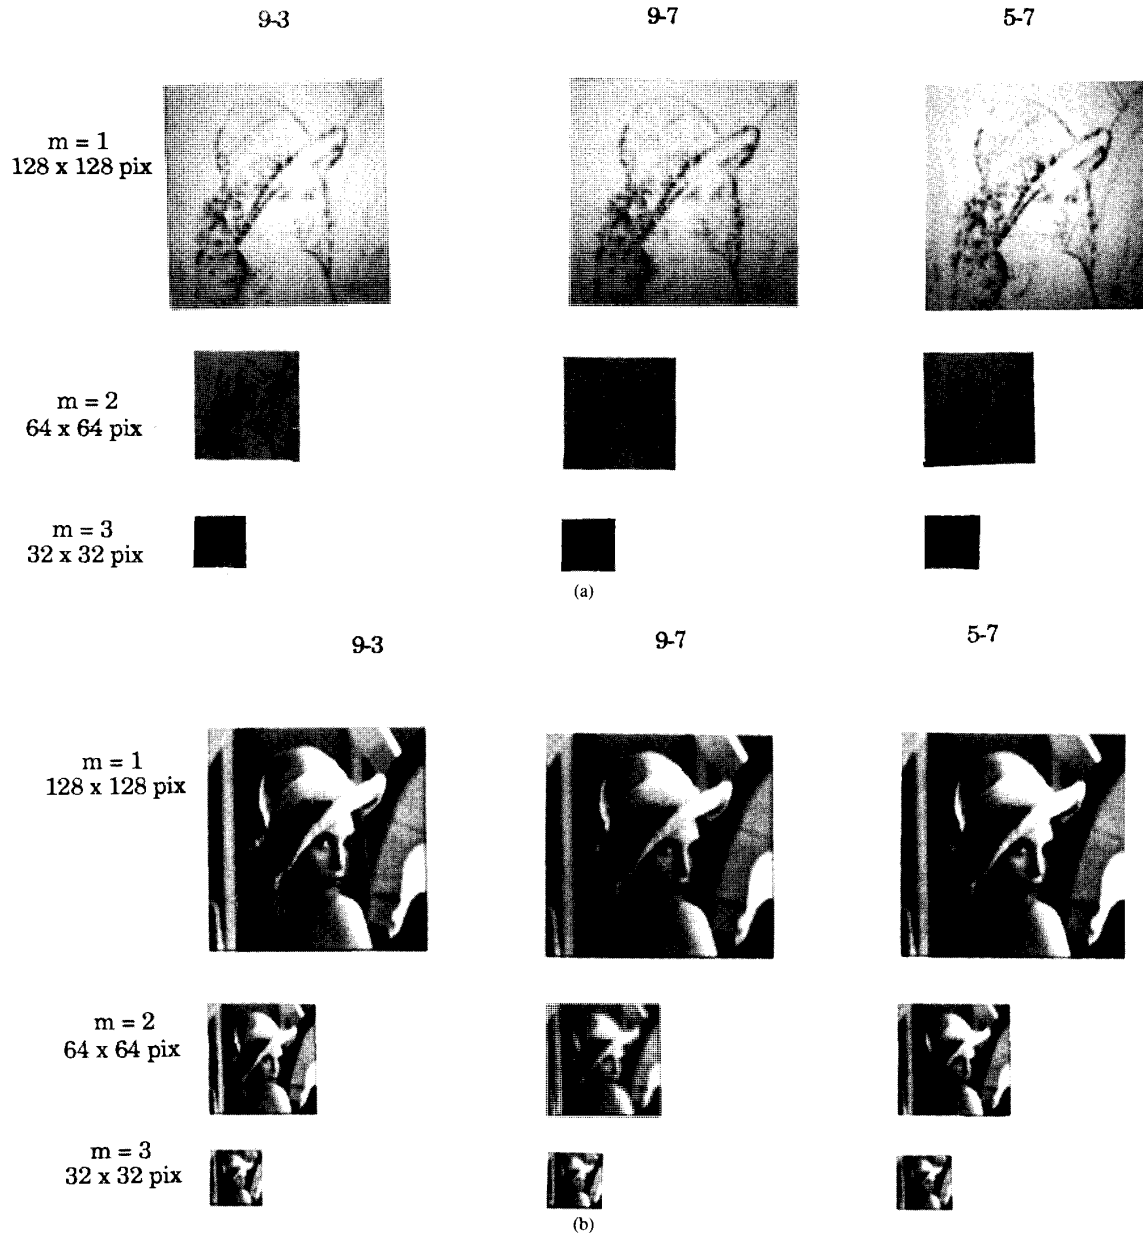 9-3
9-7
5-7
m = 1
128 x 128 pix
m = 2
64 x 64 pix
m = 3
32 x 32 pix
(a)
9-3
9-7
5-7
m = 1
128 x 128 pix
m = 2
64 x 64 pix
m = 3
32 x 32 pix
(b)